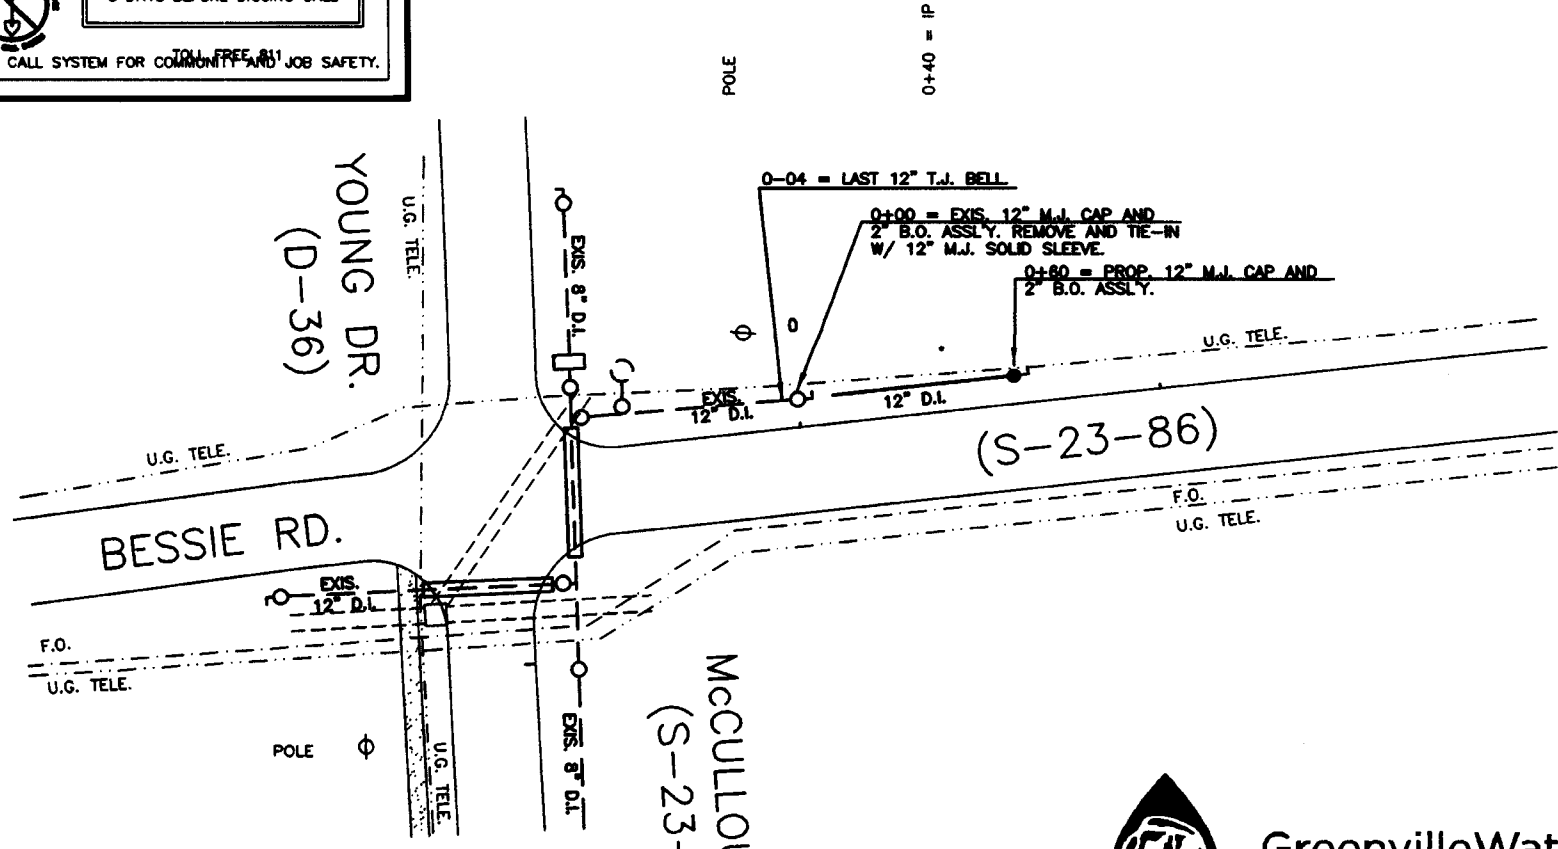 TOLL FREE 811
CALL SYSTEM FOR COMMUNITY AND JOB SAFETY.
POLE
0+40 = IP
0-04 = LAST 12" T.J. BELL
0+00 = EXIS. 12" M.J. CAP AND
2" B.O. ASSL'Y. REMOVE AND TIE-IN
W/ 12" M.J. SOLID SLEEVE.
0+60 = PROP. 12" M.J. CAP AND
2" B.O. ASSL'Y.
YOUNG DR.
(D-36)
U.G. TELE.
EXIS. 8" D.I.
U.G. TELE.
EXIS.
12" D.I.
12" D.I.
(S-23-86)
U.G. TELE.
F.O.
U.G. TELE.
BESSIE RD.
EXIS.
12" D.I.
F.O.
U.G. TELE.
POLE
U.G. TELE.
EXIS. 8" D.I.
McCULLOU
(S-23-
GreenvilleWat